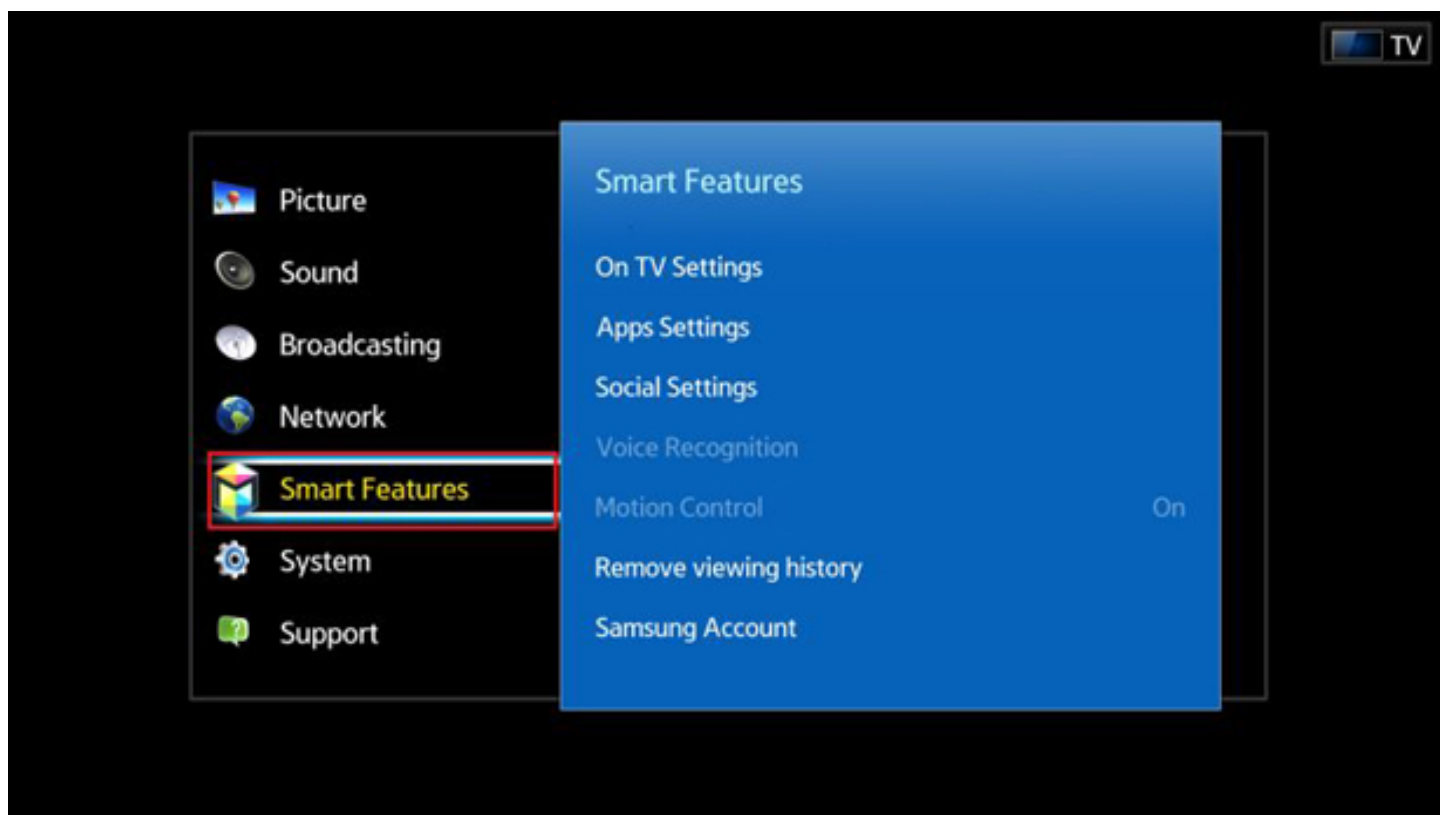 TV
Picture
Sound
Broadcasting
Network
Smart Features
System
Support
Smart Features
On TV Settings
Apps Settings
Social Settings
Voice Recognition
Motion Control On
Remove viewing history
Samsung Account